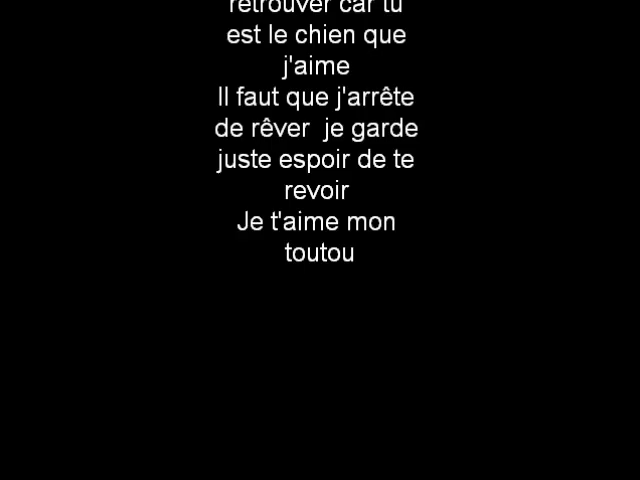 retrouver car tu
est le chien que
j'aime
Il faut que j'arrête
de rêver  je garde
juste espoir de te
revoir
Je t'aime mon
toutou